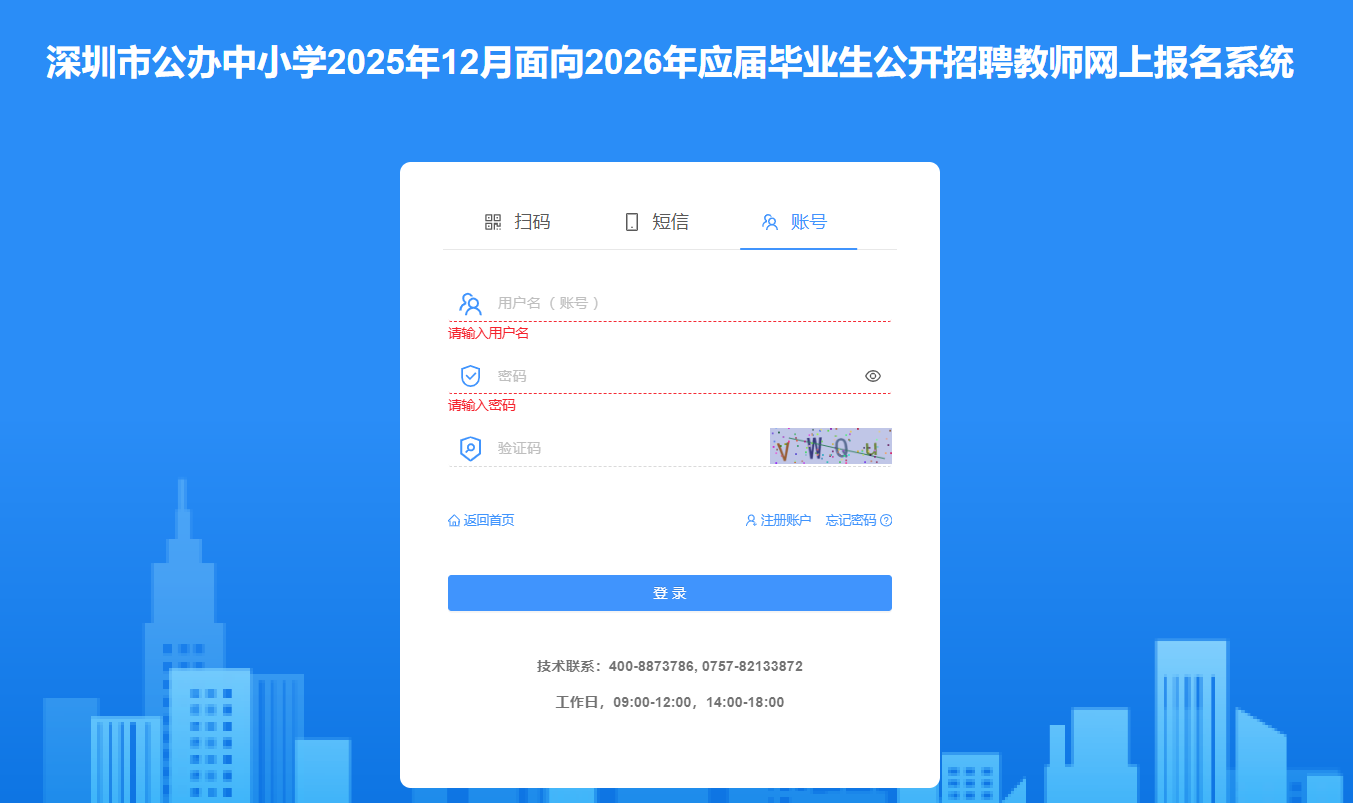 深圳市公办中小学2025年12月面向2026年应届毕业生公开招聘教师网上报名系统
扫码 短信 账号
用户名（账号）
请输入用户名
密码
请输入密码
验证码 VWQu
返回首页 注册账户 忘记密码
登 录
技术联系：400-8873786, 0757-82133872
工作日，09:00-12:00，14:00-18:00